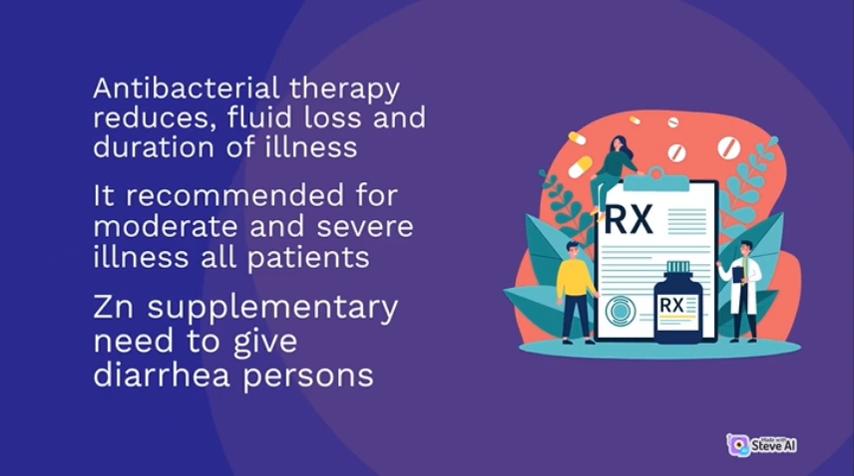 Antibacterial therapy
reduces, fluid loss and
duration of illness
It recommended for
moderate and severe
illness all patients
Zn supplementary
need to give
diarrhea persons
RX
RX
Made with
Steve AI